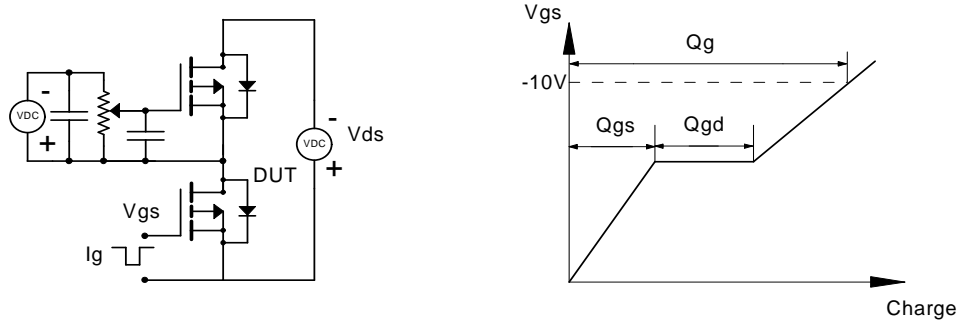 -
VDC
+
-
VDC
+
Vds
DUT
Vgs
Ig
Vgs
Qg
-10V
Qgs
Qgd
Charge